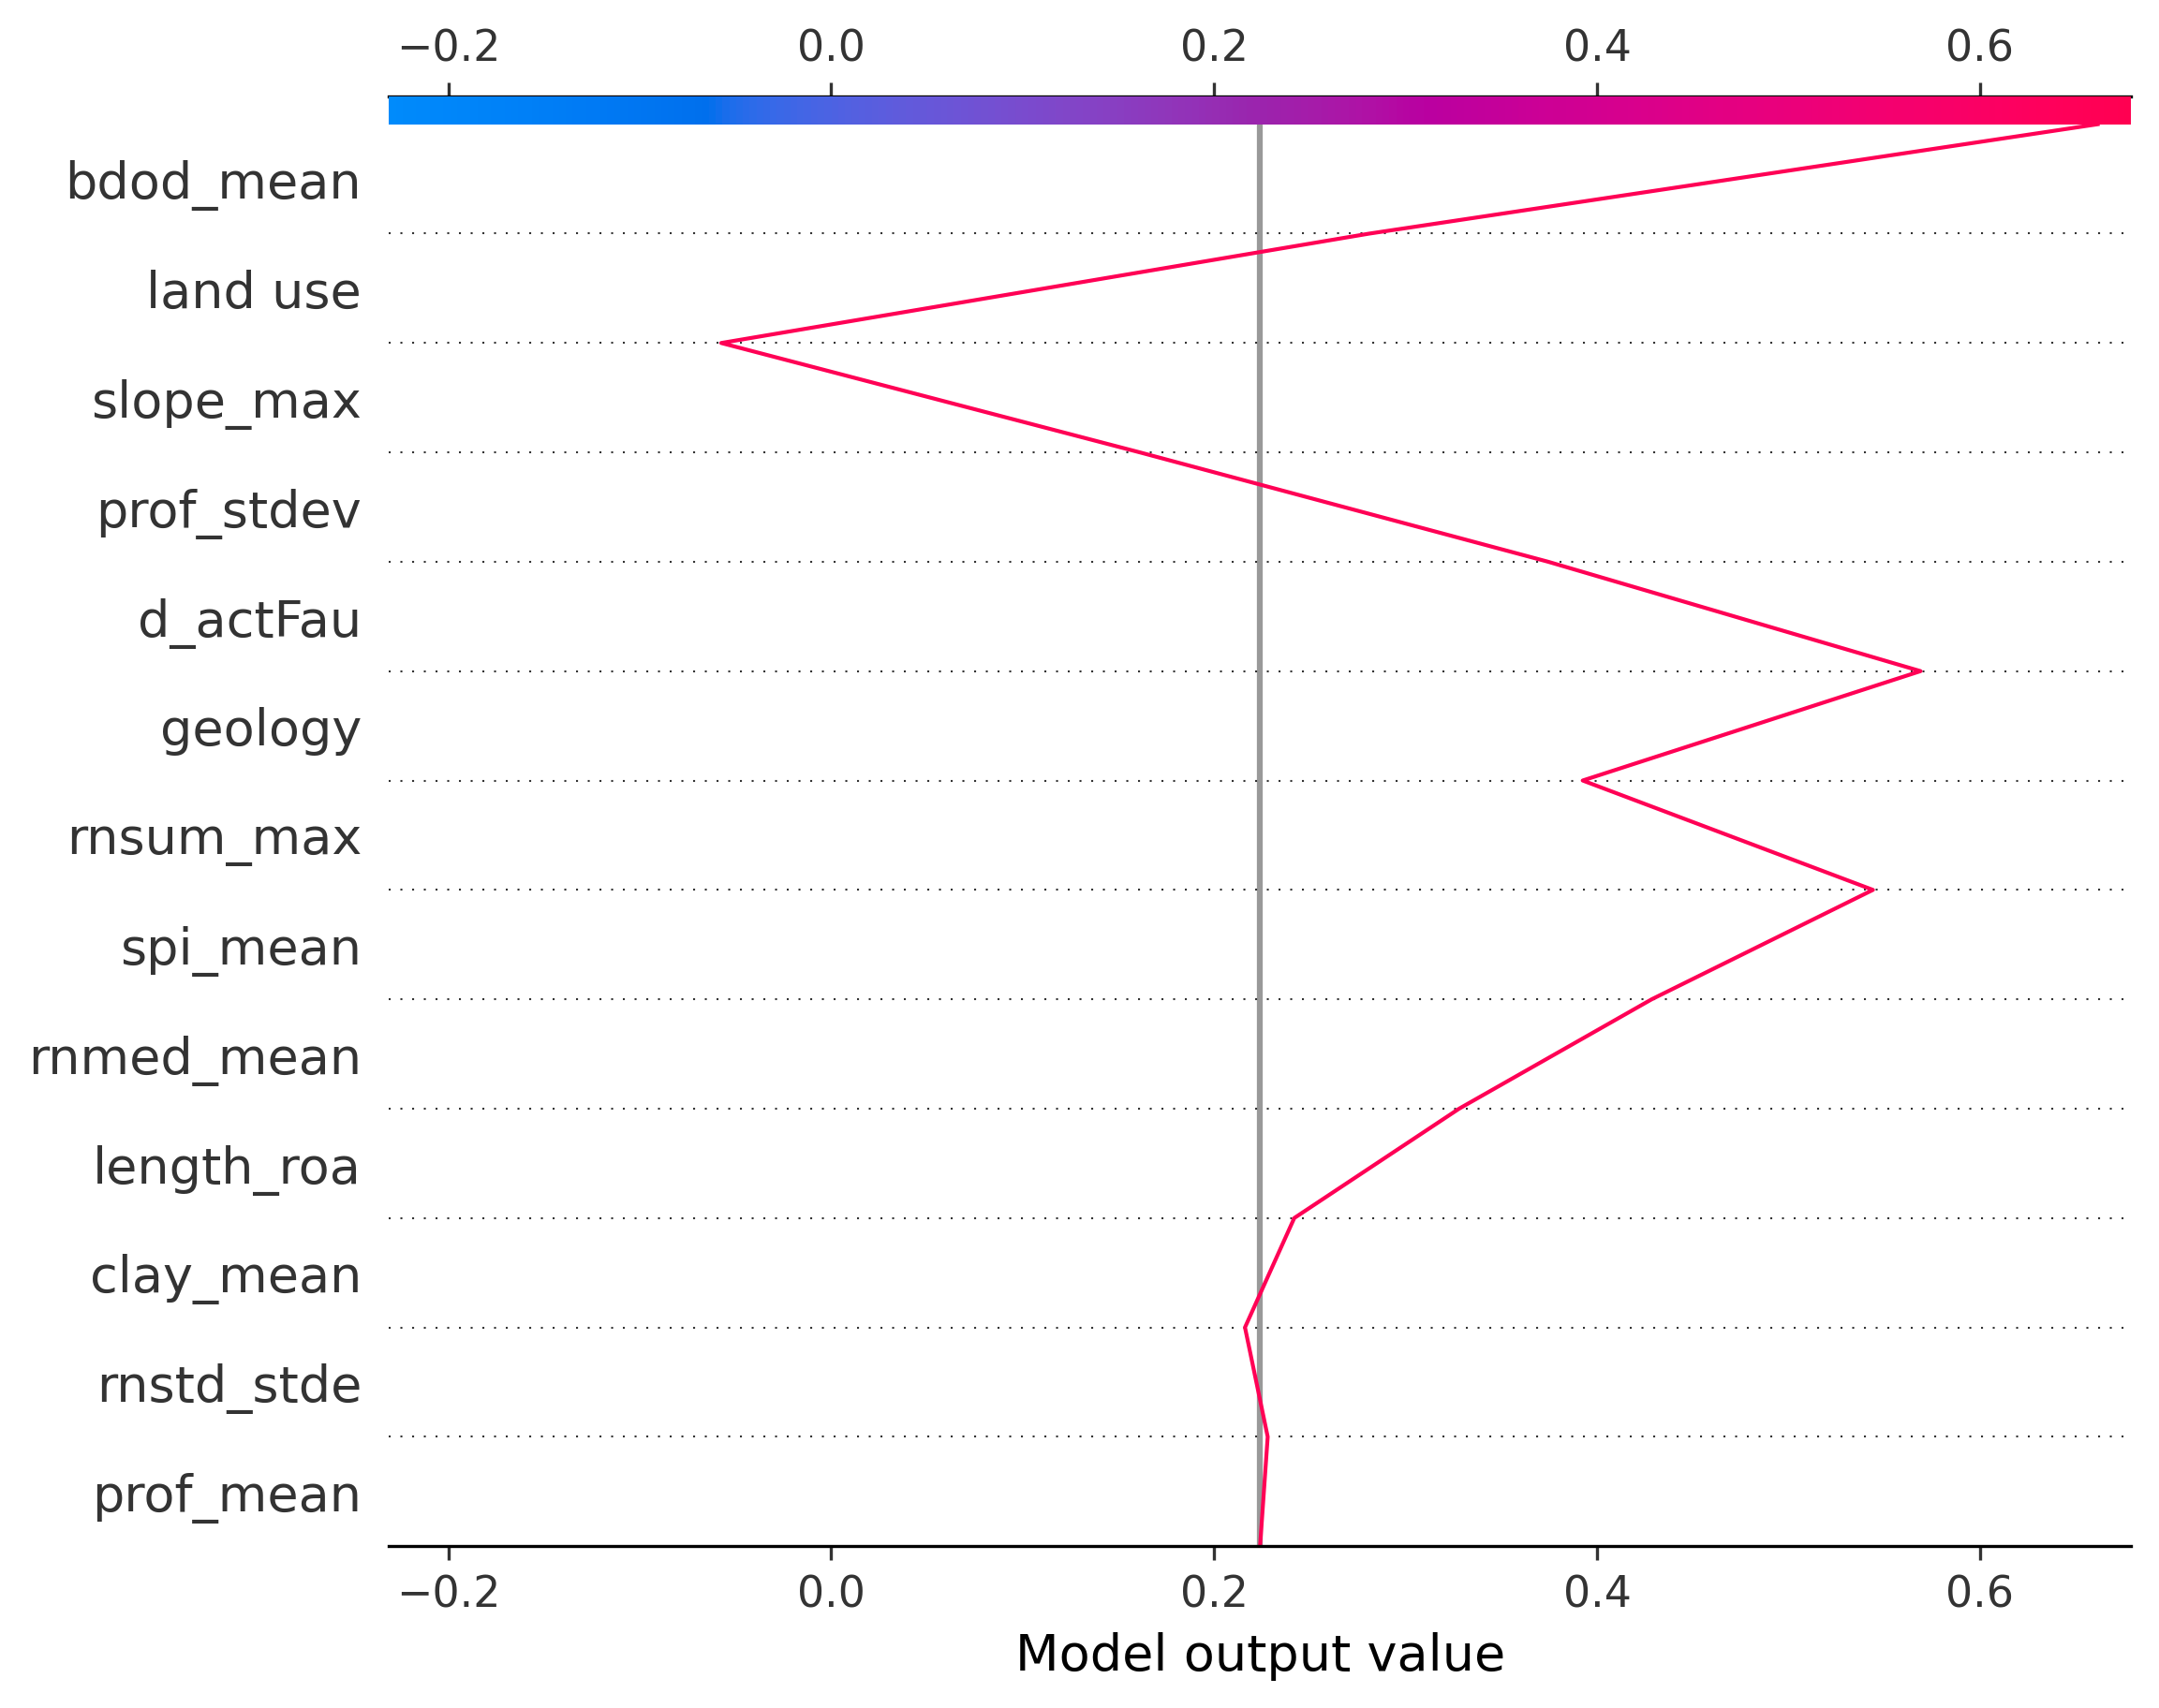 −0.2 0.0 0.2 0.4 0.6
bdod_mean
land use
slope_max
prof_stdev
d_actFau
geology
rnsum_max
spi_mean
rnmed_mean
length_roa
clay_mean
rnstd_stde
prof_mean
−0.2 0.0 0.2 0.4 0.6
Model output value